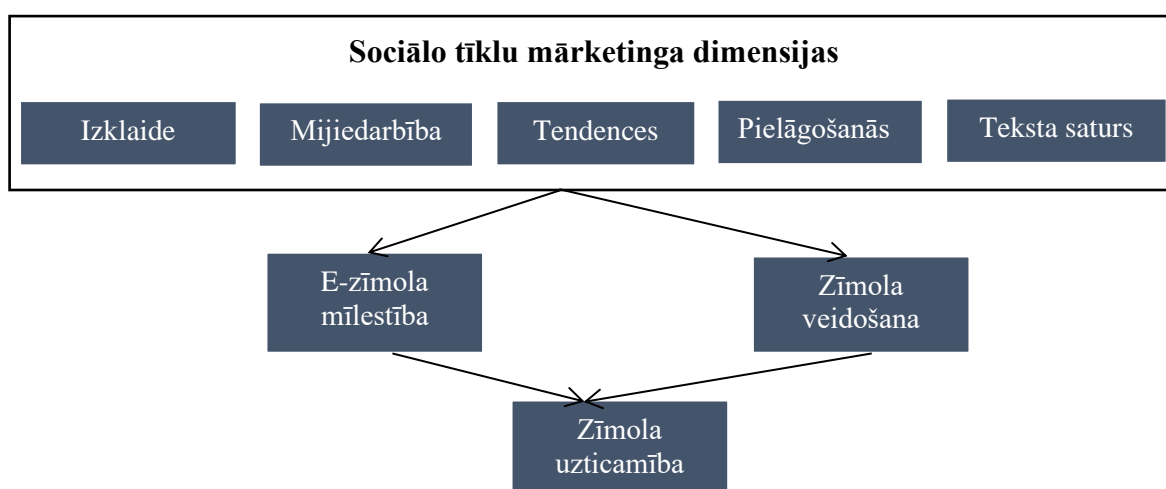 Sociālo tīklu mārketinga dimensijas
Izklaide
Mijiedarbība
Tendences
Pielāgošanās
Teksta saturs
E-zīmola
mīlestība
Zīmola
veidošana
Zīmola
uzticamība